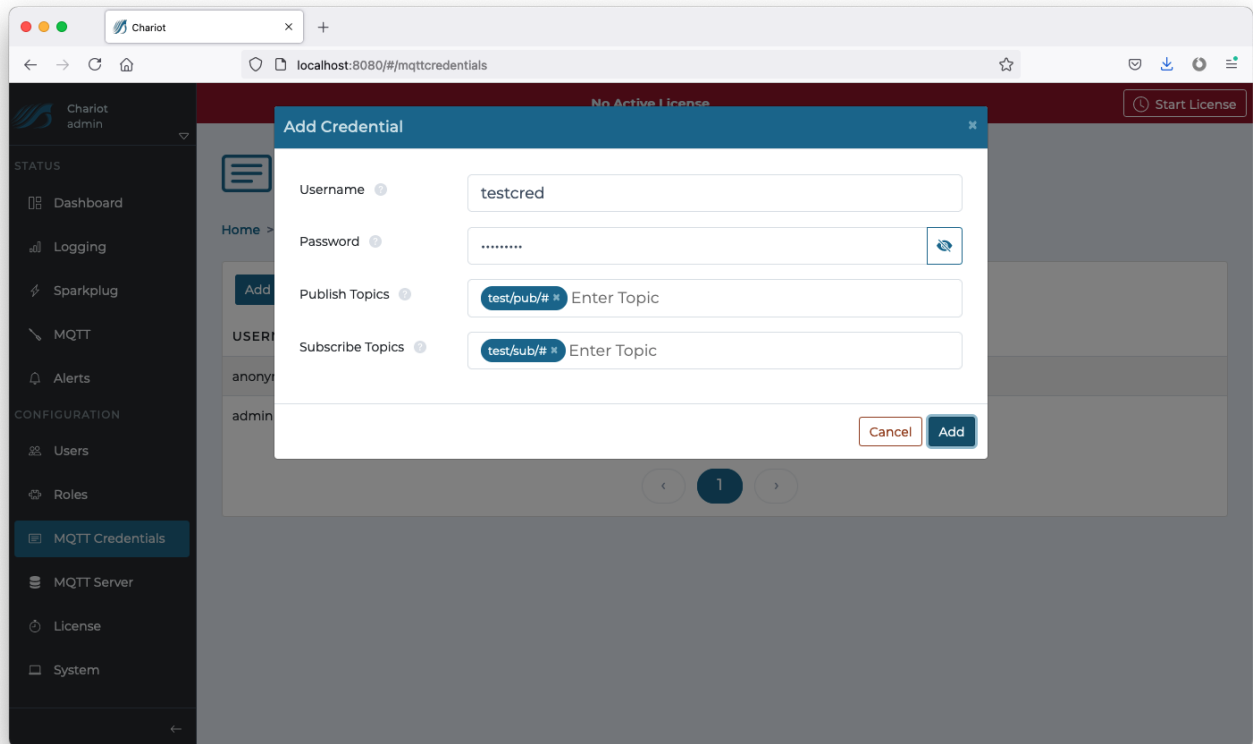 Chariot
localhost:8080/#/mqttcredentials
Chariot
admin
No Active License
Start License
STATUS
Dashboard
Logging
Sparkplug
MQTT
Alerts
CONFIGURATION
Users
Roles
MQTT Credentials
MQTT Server
License
System
Home >
Add
anony
admin
1
Add Credential
Username
testcred
Password
•••••••••
Publish Topics
test/pub/# × Enter Topic
Subscribe Topics
test/sub/# × Enter Topic
Cancel Add